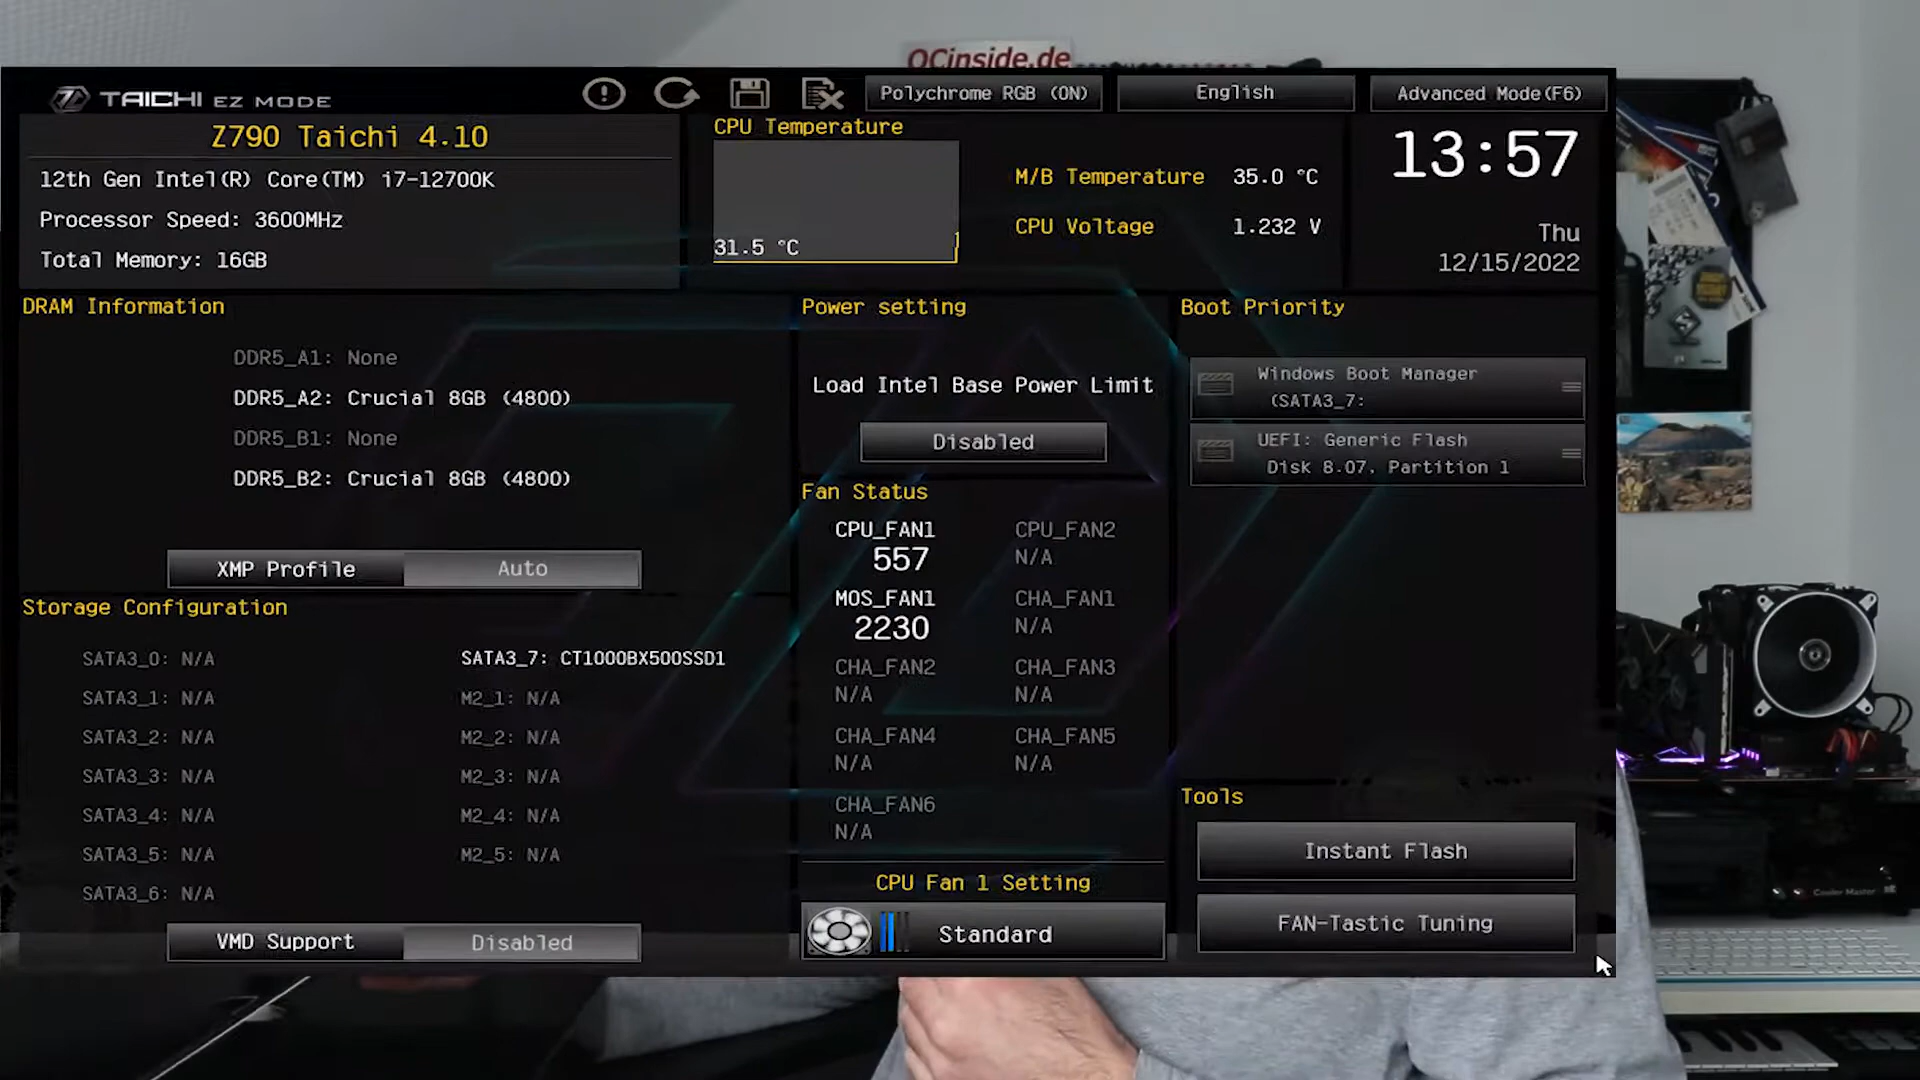 OCinside.de
TAICHI EZ MODE
Polychrome RGB (ON)
English
Advanced Mode(F6)
Z790 Taichi 4.10
12th Gen Intel(R) Core(TM) i7-12700K
Processor Speed: 3600MHz
Total Memory: 16GB
CPU Temperature
31.5 °C
M/B Temperature 35.0 °C
CPU Voltage 1.232 V
13:57
Thu
12/15/2022
DRAM Information
DDR5_A1: None
DDR5_A2: Crucial 8GB (4800)
DDR5_B1: None
DDR5_B2: Crucial 8GB (4800)
XMP Profile Auto
Storage Configuration
SATA3_0: N/A
SATA3_1: N/A
SATA3_2: N/A
SATA3_3: N/A
SATA3_4: N/A
SATA3_5: N/A
SATA3_6: N/A
SATA3_7: CT1000BX500SSD1
M2_1: N/A
M2_2: N/A
M2_3: N/A
M2_4: N/A
M2_5: N/A
VMD Support Disabled
Power setting
Load Intel Base Power Limit
Disabled
Fan Status
CPU_FAN1
557
CPU_FAN2
N/A
MOS_FAN1
2230
CHA_FAN1
N/A
CHA_FAN2
N/A
CHA_FAN3
N/A
CHA_FAN4
N/A
CHA_FAN5
N/A
CHA_FAN6
N/A
CPU Fan 1 Setting
Standard
Boot Priority
Windows Boot Manager
(SATA3_7:
UEFI: Generic Flash
Disk 8.07, Partition 1
Tools
Instant Flash
FAN-Tastic Tuning
Cooler Master